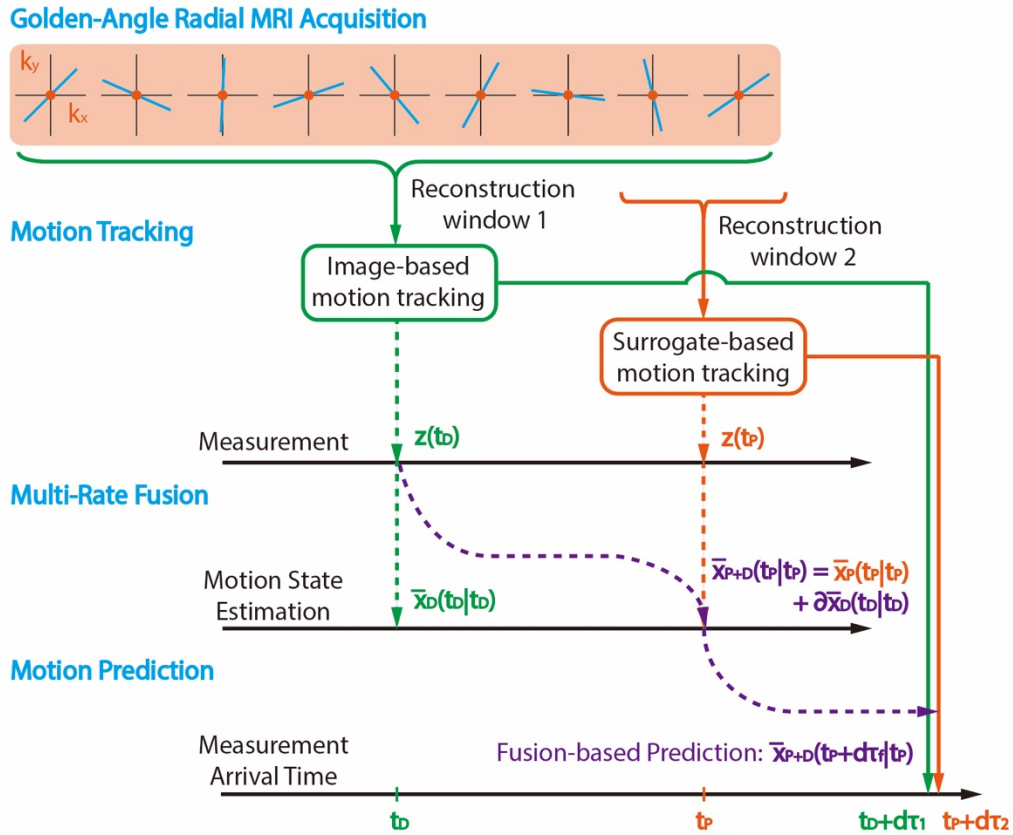 Golden-Angle Radial MRI Acquisition
ky
kx
Reconstruction
window 1
Reconstruction
window 2
Motion Tracking
Image-based
motion tracking
Surrogate-based
motion tracking
z(tD)
z(tP)
Measurement
Multi-Rate Fusion
Motion State
Estimation
x̅D(tD|tD)
x̅P+D(tP|tP) = x̅P(tP|tP)
+ ∂x̅D(tD|tD)
Motion Prediction
Measurement
Arrival Time
Fusion-based Prediction: x̅P+D(tP+dτf|tP)
tD
tP
tD+dτ1
tP+dτ2